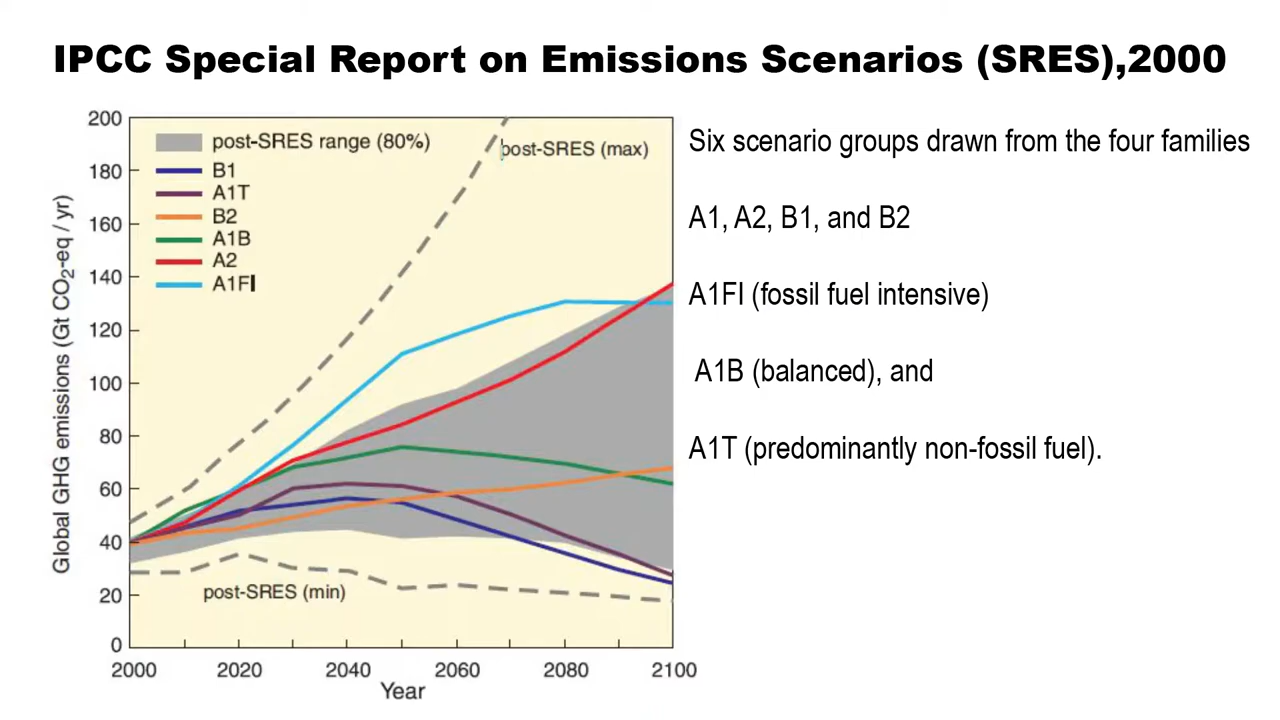 IPCC Special Report on Emissions Scenarios (SRES),2000
Global GHG emissions (Gt CO₂-eq / yr)
200
180
160
140
120
100
80
60
40
20
0
post-SRES range (80%)
B1
A1T
B2
A1B
A2
A1FI
post-SRES (max)
post-SRES (min)
2000 2020 2040 2060 2080 2100
Year
Six scenario groups drawn from the four families
A1, A2, B1, and B2
A1FI (fossil fuel intensive)
A1B (balanced), and
A1T (predominantly non-fossil fuel).